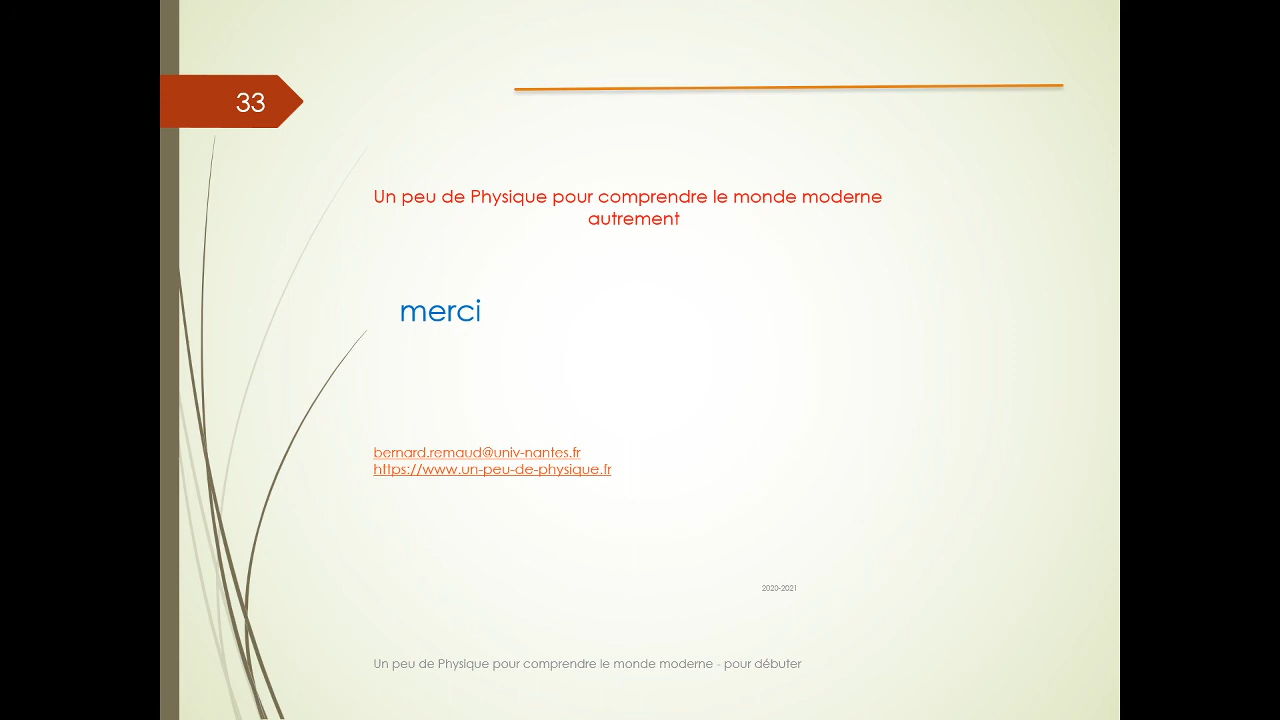 33
Un peu de Physique pour comprendre le monde moderne
autrement
merci
bernard.remaud@univ-nantes.fr
https://www.un-peu-de-physique.fr
2020-2021
Un peu de Physique pour comprendre le monde moderne - pour débuter